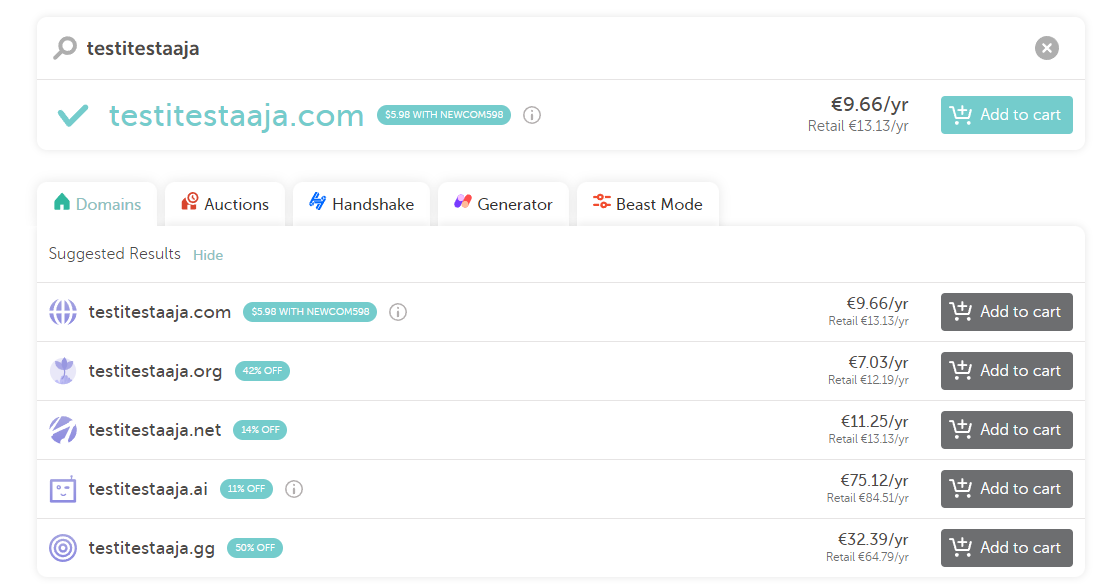 testitestaaja
testitestaaja.com $5.98 WITH NEWCOM598 €9.66/yr Add to cart
Retail €13.13/yr
Domains Auctions Handshake Generator Beast Mode
Suggested Results Hide
testitestaaja.com $5.98 WITH NEWCOM598 €9.66/yr Add to cart
Retail €13.13/yr
testitestaaja.org 42% OFF €7.03/yr Add to cart
Retail €12.19/yr
testitestaaja.net 14% OFF €11.25/yr Add to cart
Retail €13.13/yr
testitestaaja.ai 11% OFF €75.12/yr Add to cart
Retail €84.51/yr
testitestaaja.gg 50% OFF €32.39/yr Add to cart
Retail €64.79/yr